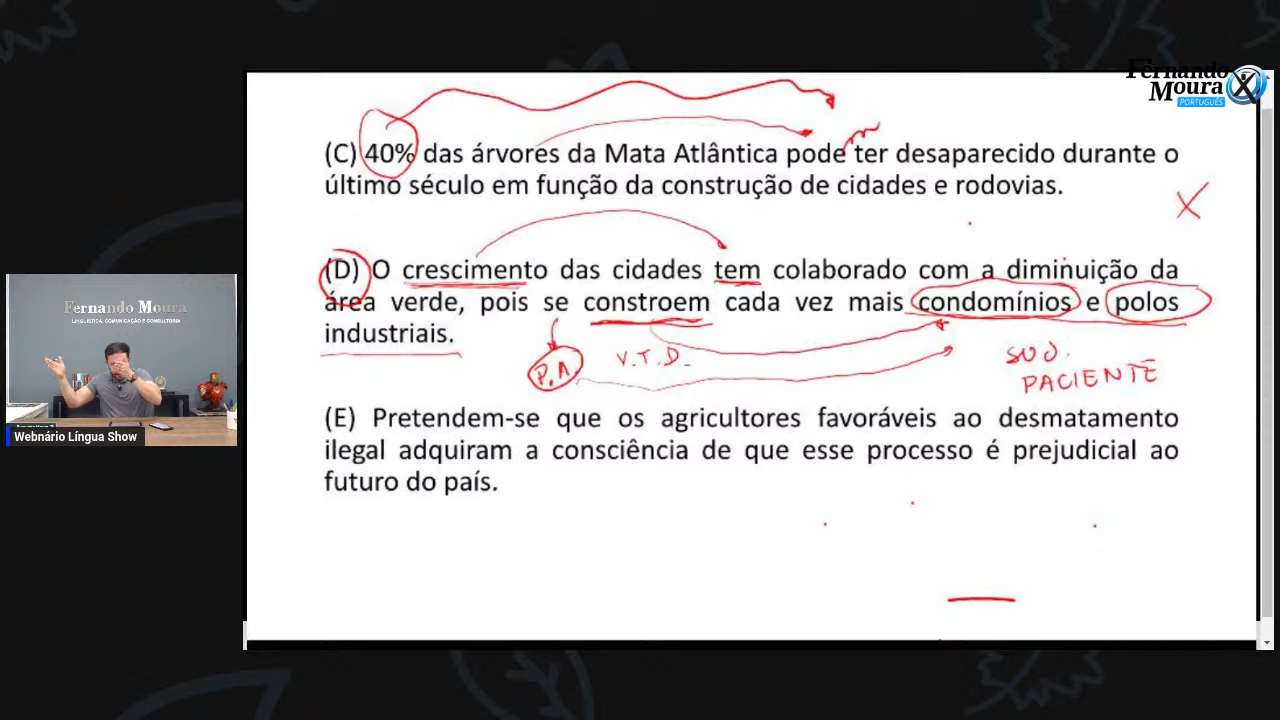 Fernando
Moura
PORTUGUÊS
(C) 40% das árvores da Mata Atlântica pode ter desaparecido durante o
último século em função da construção de cidades e rodovias.
X
(D) O crescimento das cidades tem colaborado com a diminuição da
área verde, pois se constroem cada vez mais condomínios e polos
industriais.
P.A. V.T.D. SUJ.
PACIENTE
(E) Pretendem-se que os agricultores favoráveis ao desmatamento
ilegal adquiram a consciência de que esse processo é prejudicial ao
futuro do país.
Fernando Moura
LINGUÍSTICA, COMUNICAÇÃO E CONSULTORIA
Webnário Língua Show